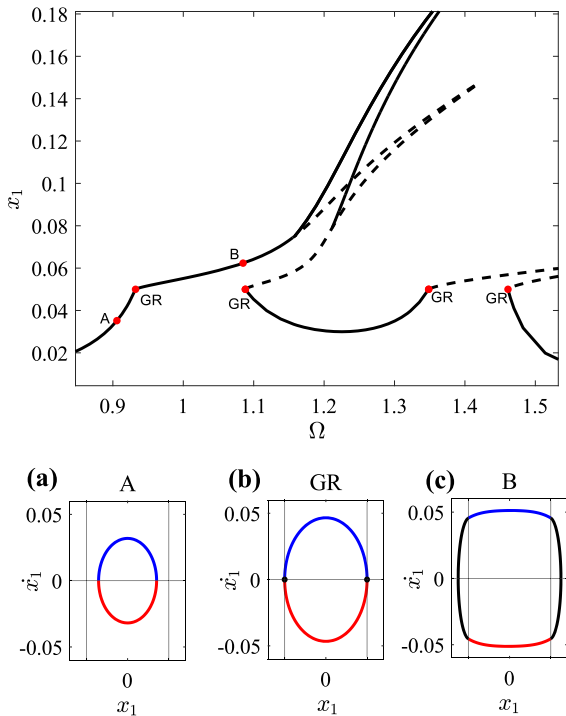 0.18
0.16
0.14
0.12
0.1
0.08
0.06
0.04
0.02
x₁
A
GR
B
GR
GR
GR
0.9 1 1.1 1.2 1.3 1.4 1.5
Ω
(a) A
0.05
0
-0.05
ẋ₁
0
x₁
(b) GR
0.05
0
-0.05
ẋ₁
0
x₁
(c) B
0.05
0
-0.05
ẋ₁
0
x₁